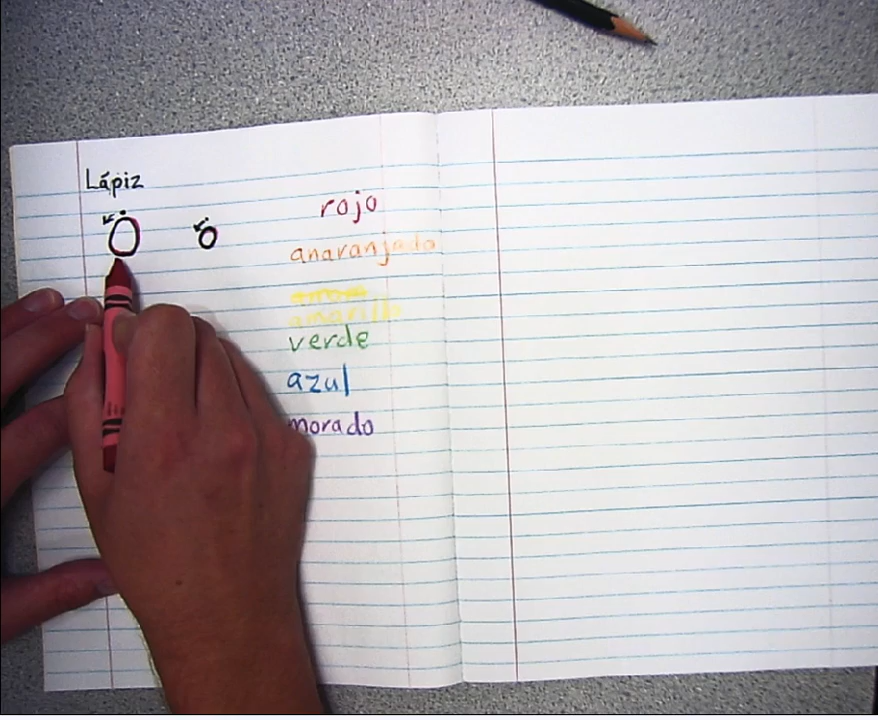 Lápiz
O o
rojo
anaranjado
amarillo
verde
azul
morado